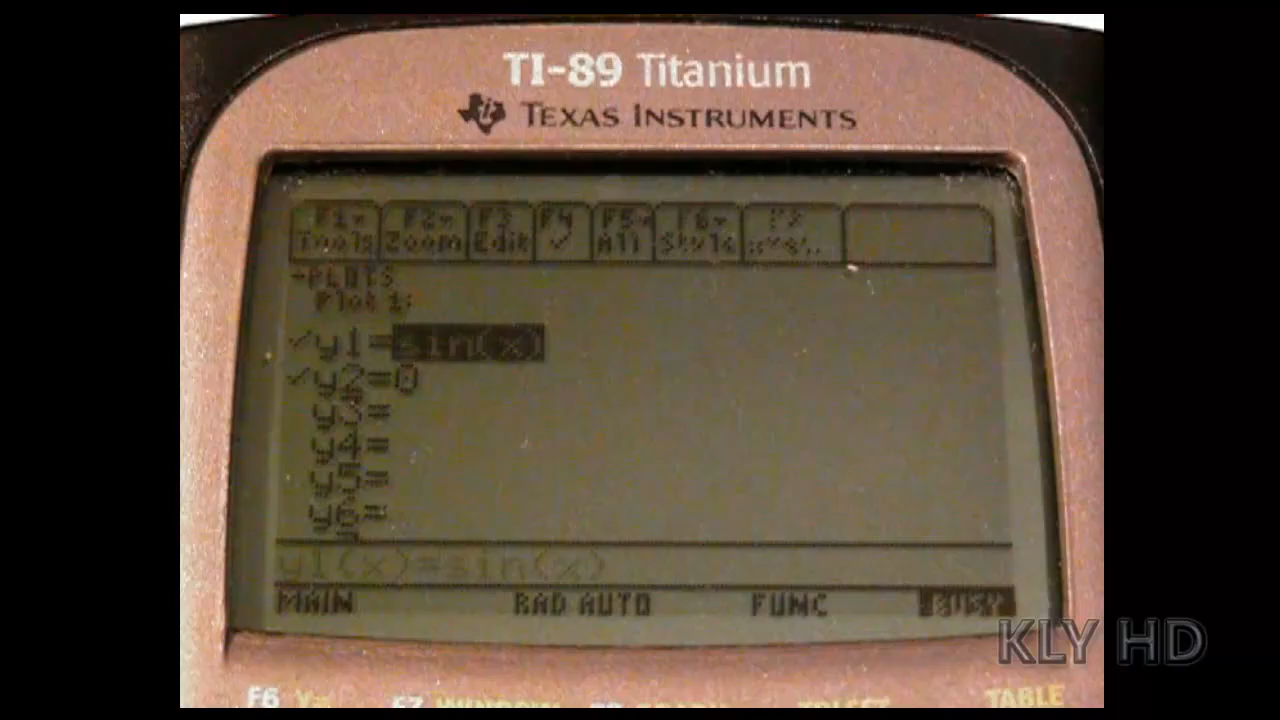 TI-89 Titanium
TEXAS INSTRUMENTS
F1 F2 F3 F4 F5 F6
Tools Zoom Edit ✓ All Style
PLOTS
Plot 1:
✓y1=sin(x)
✓y2=0
y3=
y4=
y5=
y6=
y1(x)=sin(x)
MAIN RAD AUTO FUNC BUSY
KLY HD
F6 Y= F7 WINDOW TABLE